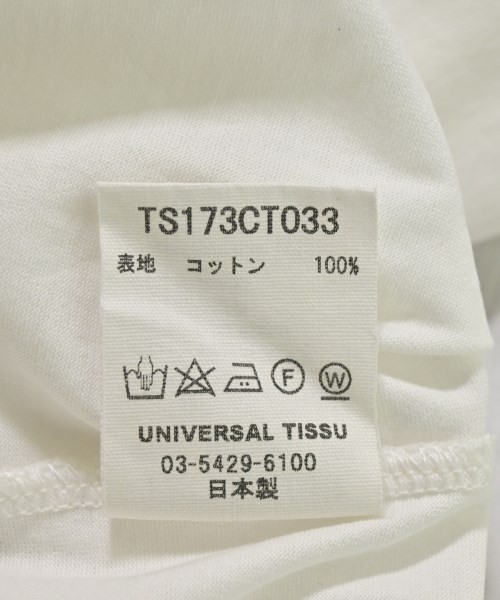 TS173CT033
表地 コットン 100%
F W
UNIVERSAL TISSU
03-5429-6100
日本製